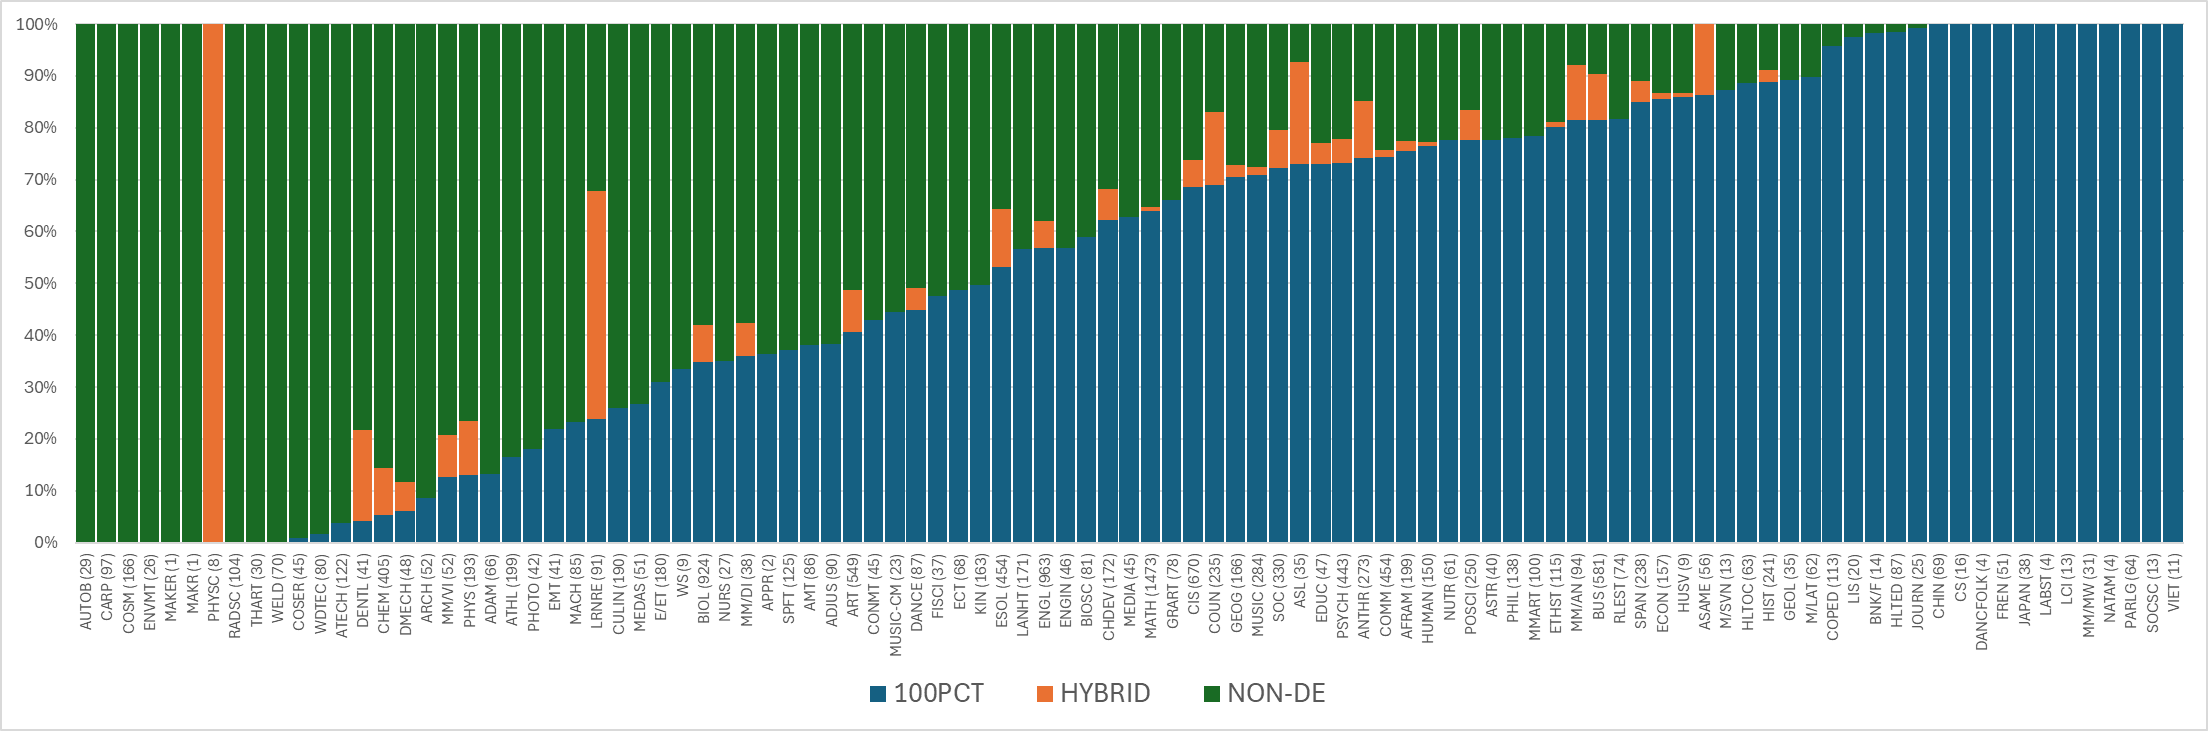 100%
90%
80%
70%
60%
50%
40%
30%
20%
10%
0%
AUTOB (29)
CARP (97)
COSM (166)
ENVMT (26)
MAKER (1)
MAKR (1)
PHYSC (8)
RADSC (104)
THART (30)
WELD (70)
COSER (45)
WDTEC (80)
ATECH (122)
DENTL (41)
CHEM (405)
DMECH (48)
ARCH (52)
MM/VI (52)
PHYS (193)
ADAM (66)
ATHL (199)
PHOTO (42)
EMT (41)
MACH (85)
LRNRE (91)
CULIN (190)
MEDAS (51)
E/ET (180)
WS (9)
BIOL (924)
NURS (27)
MM/DI (38)
APPR (2)
SPFT (125)
AMT (86)
ADJUS (90)
ART (549)
CONMT (45)
MUSIC-CM (23)
DANCE (87)
FISCI (37)
ECT (68)
KIN (163)
ESOL (454)
LANHT (171)
ENGL (963)
ENGIN (46)
BIOSC (81)
CHDEV (172)
MEDIA (45)
MATH (1473)
GRART (78)
CIS (670)
COUN (235)
GEOG (166)
MUSIC (284)
SOC (330)
ASL (35)
EDUC (47)
PSYCH (443)
ANTHR (273)
COMM (454)
AFRAM (199)
HUMAN (150)
NUTR (61)
POSCI (250)
ASTR (40)
PHIL (138)
MMART (100)
ETHST (115)
MM/AN (94)
BUS (581)
RLEST (74)
SPAN (238)
ECON (157)
HUSV (9)
ASAME (56)
M/SVN (13)
HLTOC (63)
HIST (241)
GEOL (35)
M/LAT (62)
COPED (113)
LIS (20)
BNK/F (14)
HLTED (87)
JOURN (25)
CHIN (69)
CS (16)
DANCFOLK (4)
FREN (51)
JAPAN (38)
LABST (4)
LCI (13)
MM/MW (31)
NATAM (4)
PARLG (64)
SOCSC (13)
VIET (11)
100PCT
HYBRID
NON-DE